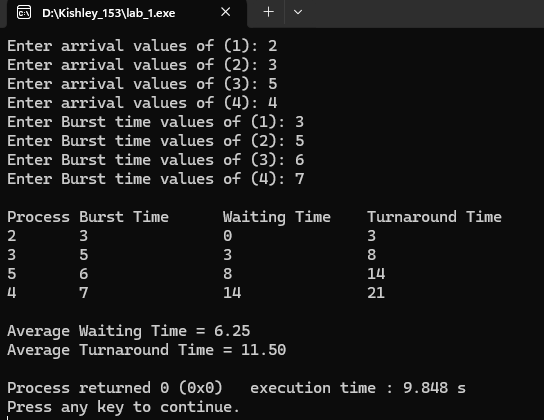 D:\Kishley_153\lab_1.exe
Enter arrival values of (1): 2
Enter arrival values of (2): 3
Enter arrival values of (3): 5
Enter arrival values of (4): 4
Enter Burst time values of (1): 3
Enter Burst time values of (2): 5
Enter Burst time values of (3): 6
Enter Burst time values of (4): 7
Process Burst Time Waiting Time Turnaround Time
2 3 0 3
3 5 3 8
5 6 8 14
4 7 14 21
Average Waiting Time = 6.25
Average Turnaround Time = 11.50
Process returned 0 (0x0) execution time : 9.848 s
Press any key to continue.